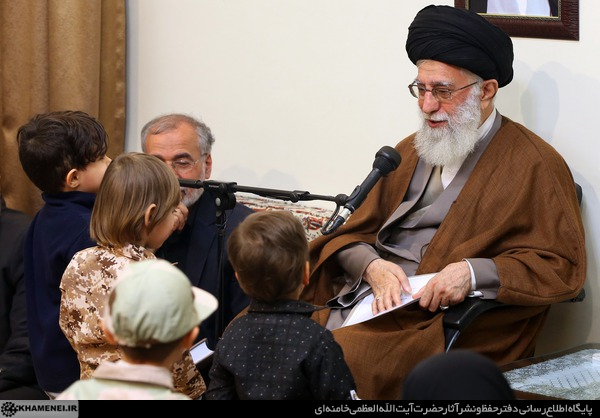 KHAMENEI.IR
پایگاه اطلاع رسانی دفتر حفظ و نشر آثار حضرت آیت الله العظمی خامنه ای